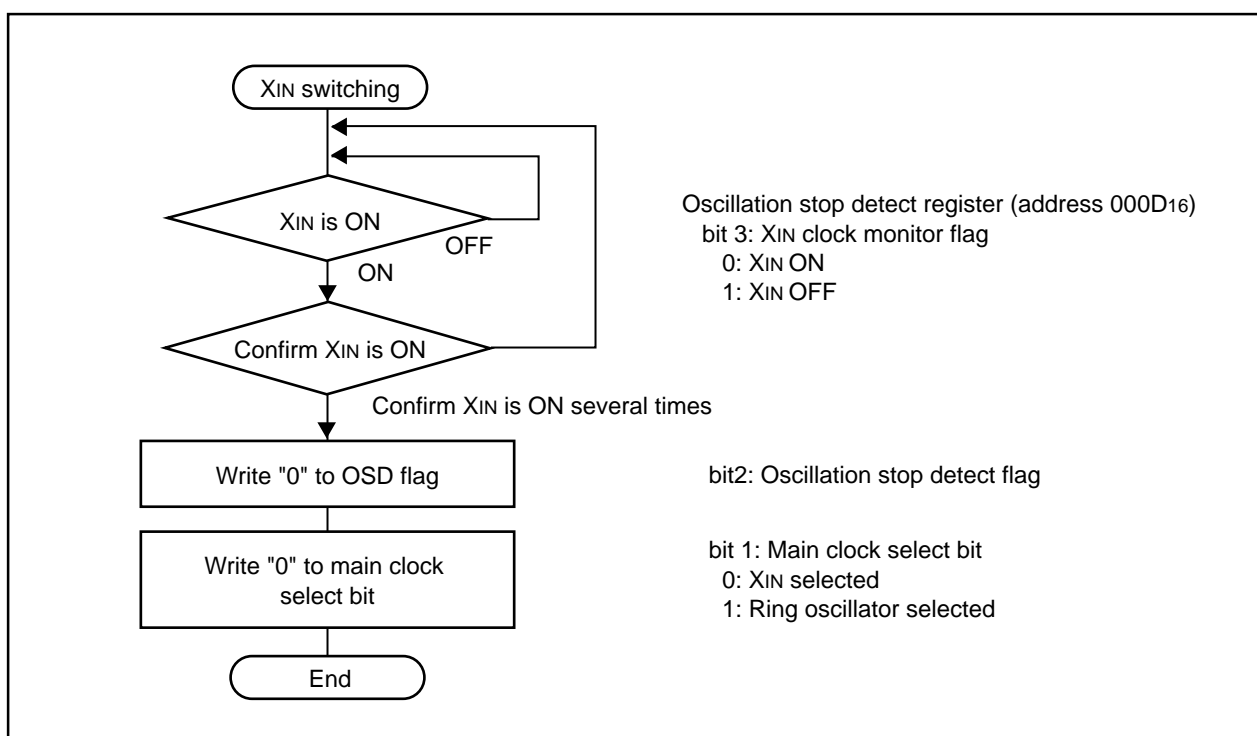 XIN switching
XIN is ON
OFF
ON
Confirm XIN is ON
Confirm XIN is ON several times
Write "0" to OSD flag
Write "0" to main clock
select bit
End
Oscillation stop detect register (address 000D16)
bit 3: XIN clock monitor flag
0: XIN ON
1: XIN OFF
bit2: Oscillation stop detect flag
bit 1: Main clock select bit
0: XIN selected
1: Ring oscillator selected